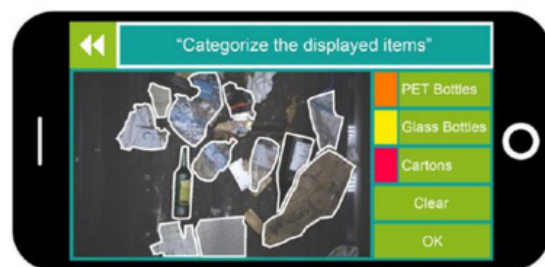 “Categorize the displayed items”
PET Bottles
Glass Bottles
Cartons
Clear
OK